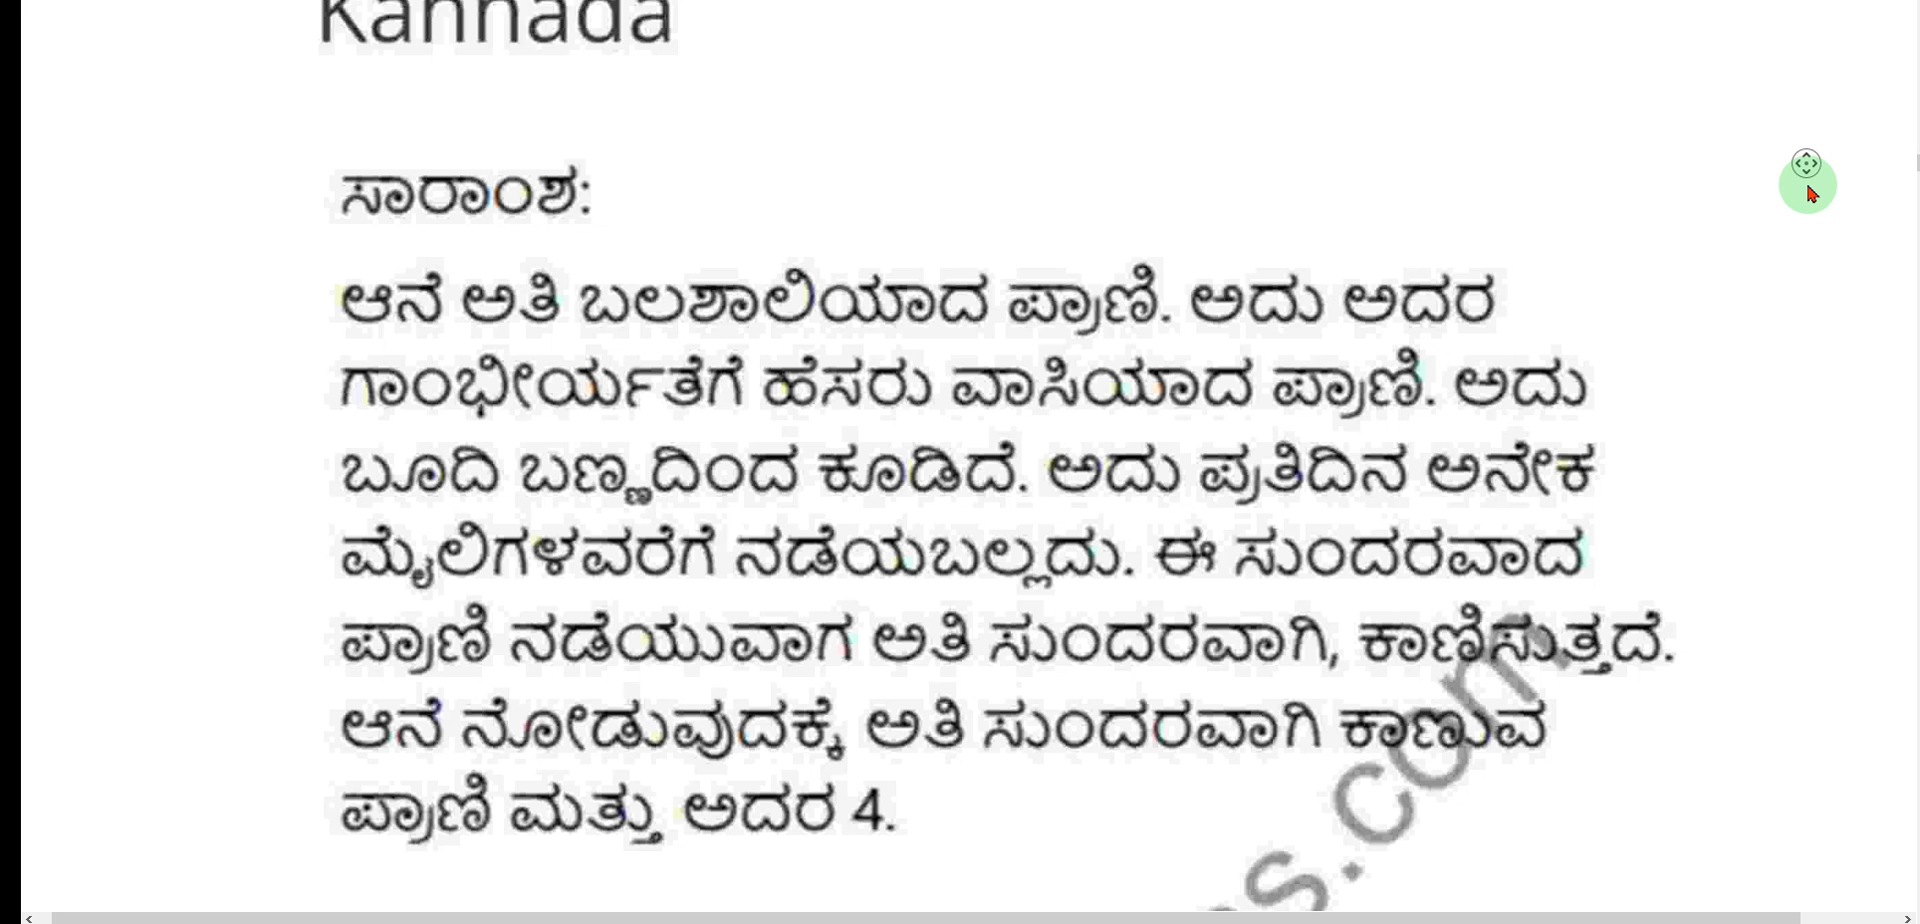 Kannada
ಸಾರಾಂಶ:
ಆನೆ ಅತಿ ಬಲಶಾಲಿಯಾದ ಪ್ರಾಣಿ. ಅದು ಅದರ
ಗಾಂಭೀರ್ಯತೆಗೆ ಹೆಸರು ವಾಸಿಯಾದ ಪ್ರಾಣಿ. ಅದು
ಬೂದಿ ಬಣ್ಣದಿಂದ ಕೂಡಿದೆ. ಅದು ಪ್ರತಿದಿನ ಅನೇಕ
ಮೈಲಿಗಳವರೆಗೆ ನಡೆಯಬಲ್ಲದು. ಈ ಸುಂದರವಾದ
ಪ್ರಾಣಿ ನಡೆಯುವಾಗ ಅತಿ ಸುಂದರವಾಗಿ, ಕಾಣಿಸುತ್ತದೆ.
ಆನೆ ನೋಡುವುದಕ್ಕೆ ಅತಿ ಸುಂದರವಾಗಿ ಕಾಣುವ
ಪ್ರಾಣಿ ಮತ್ತು ಅದರ 4.
s.com